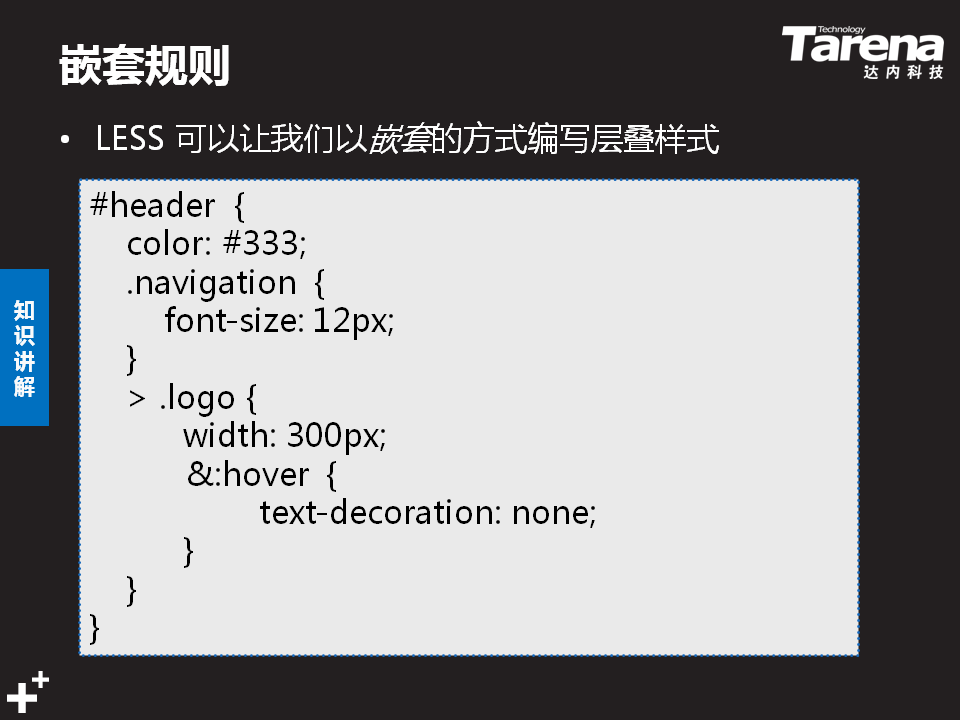 嵌套规则
Technology
Tarena
达内科技
• LESS 可以让我们以嵌套的方式编写层叠样式
#header {
color: #333;
.navigation {
font-size: 12px;
}
> .logo {
width: 300px;
&:hover {
text-decoration: none;
}
}
}
知识讲解